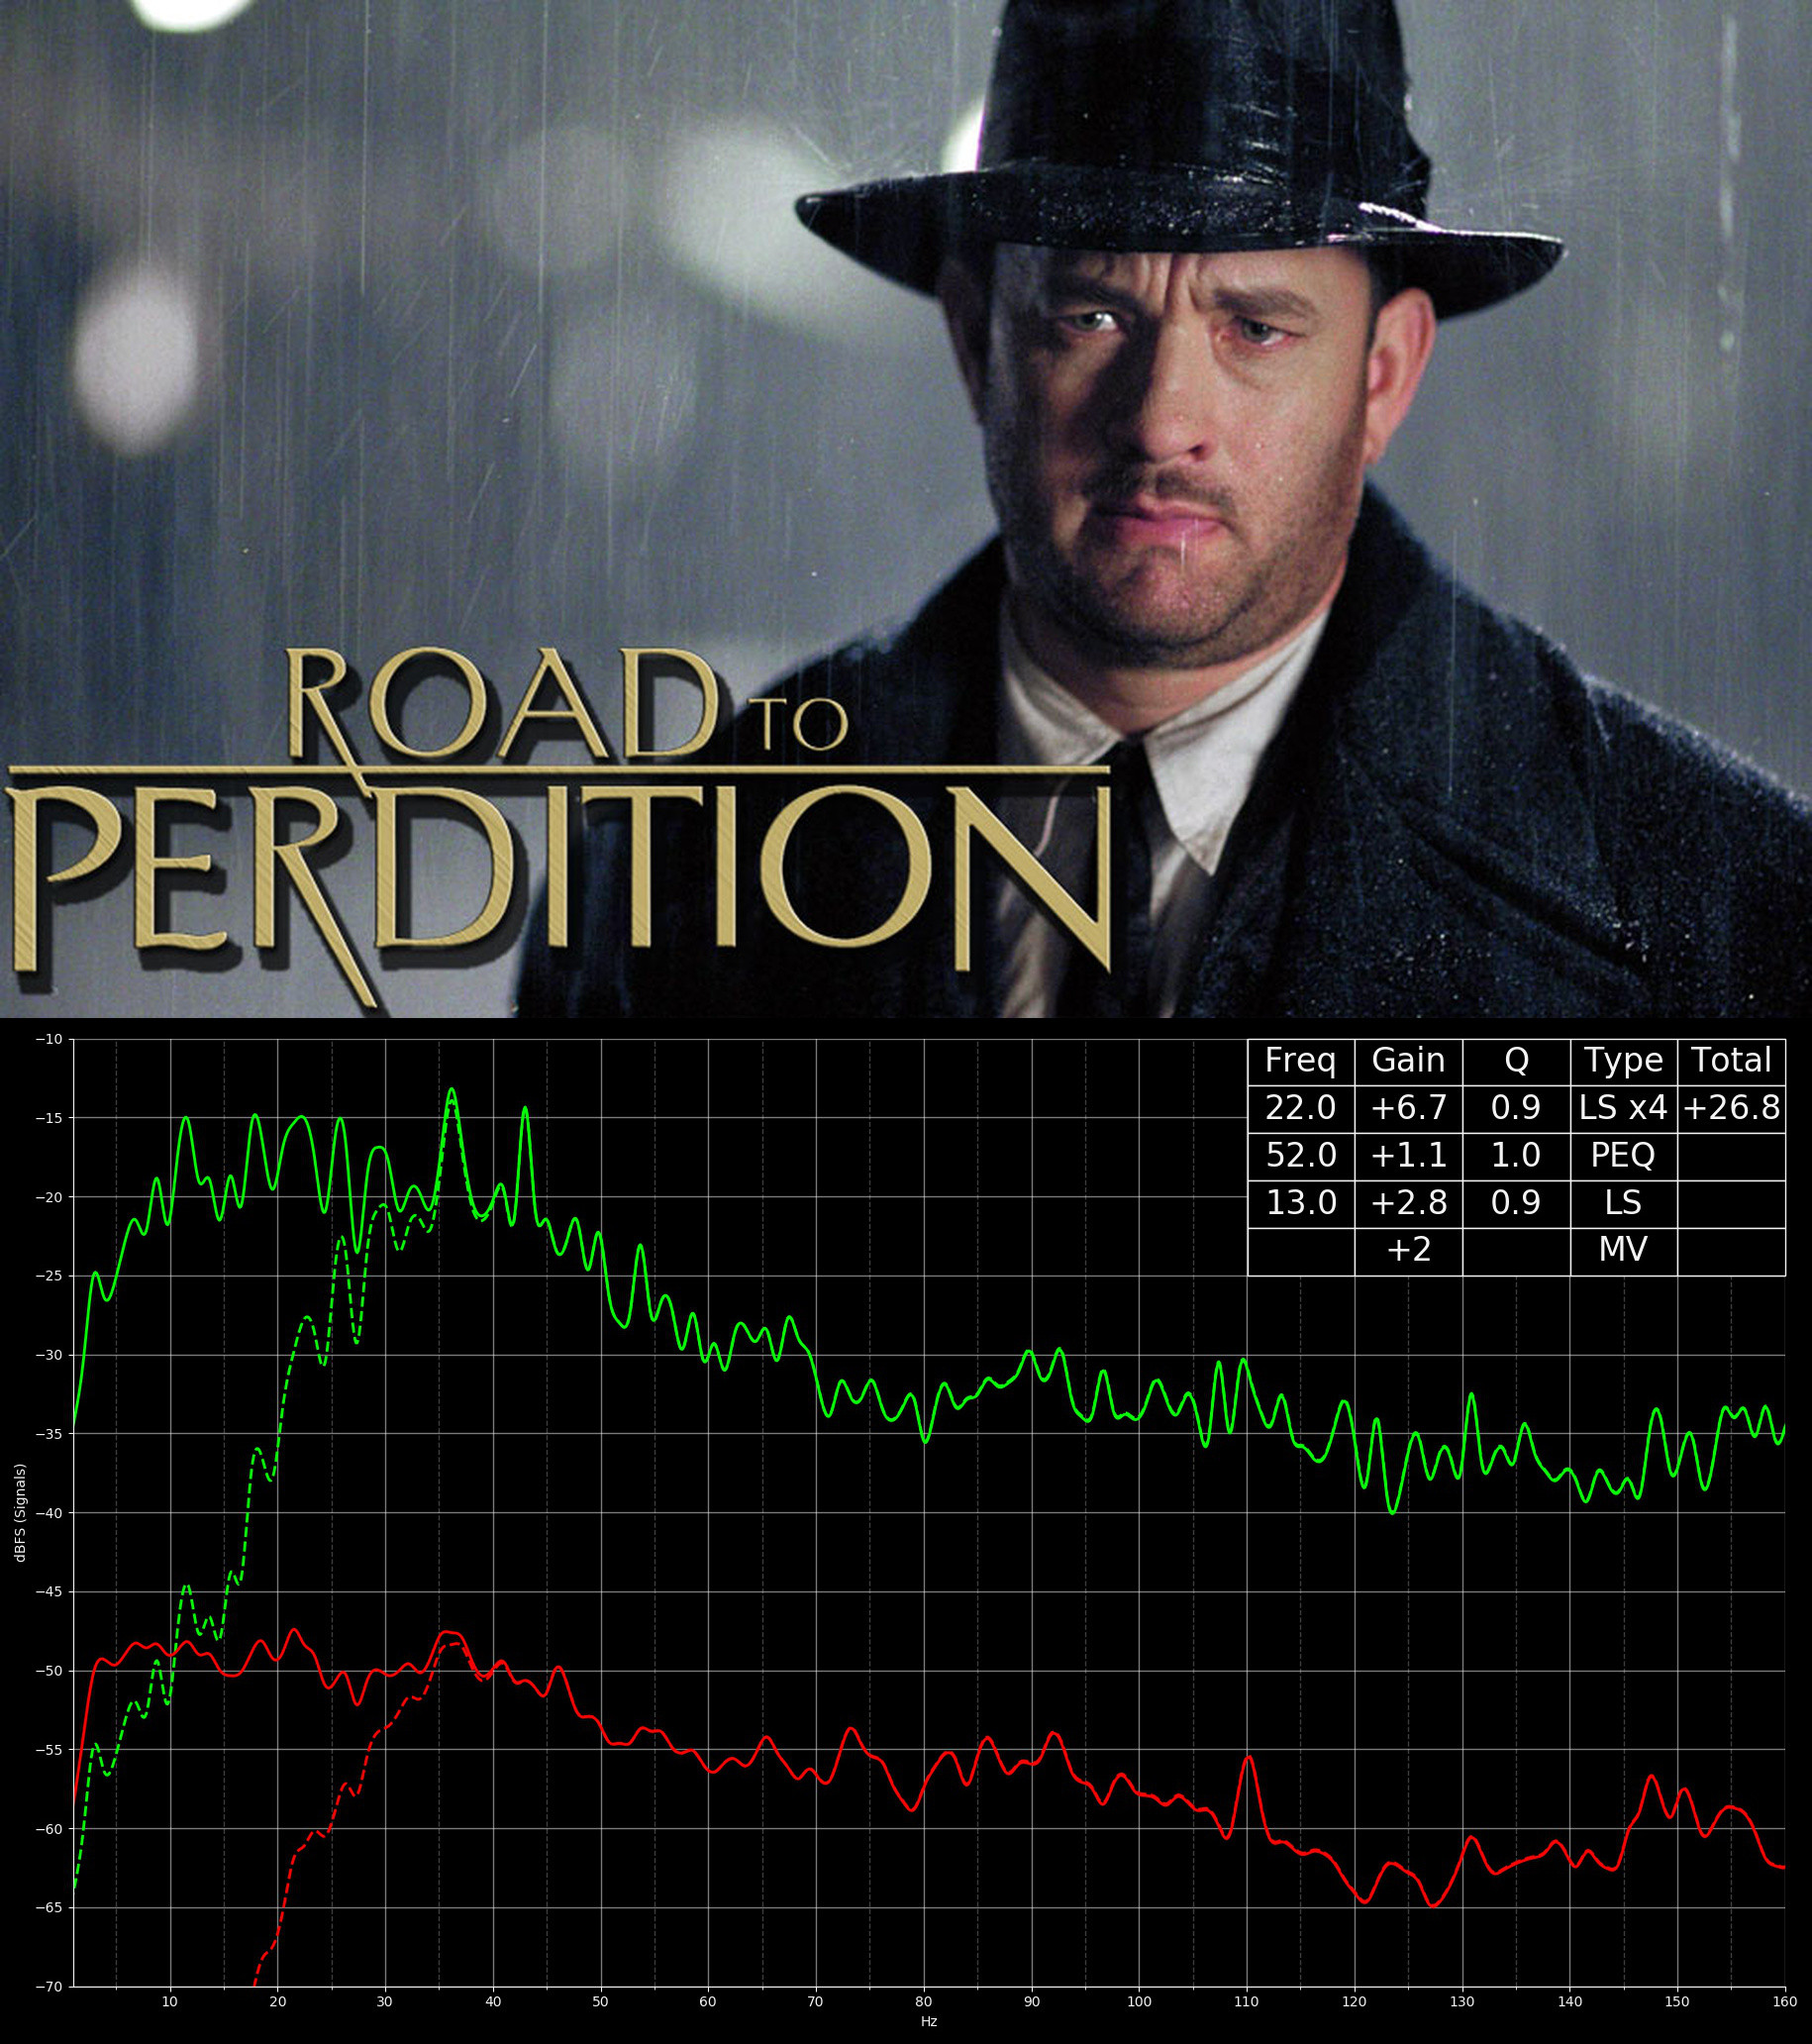 ROAD TO
PERDITION
Freq Gain Q Type Total
22.0 +6.7 0.9 LS x4 +26.8
52.0 +1.1 1.0 PEQ
13.0 +2.8 0.9 LS
+2 MV
−10
−15
−20
−25
−30
−35
−40
−45
−50
−55
−60
−65
−70
dBFS (Signals)
10 20 30 40 50 60 70 80 90 100 110 120 130 140 150 160
Hz